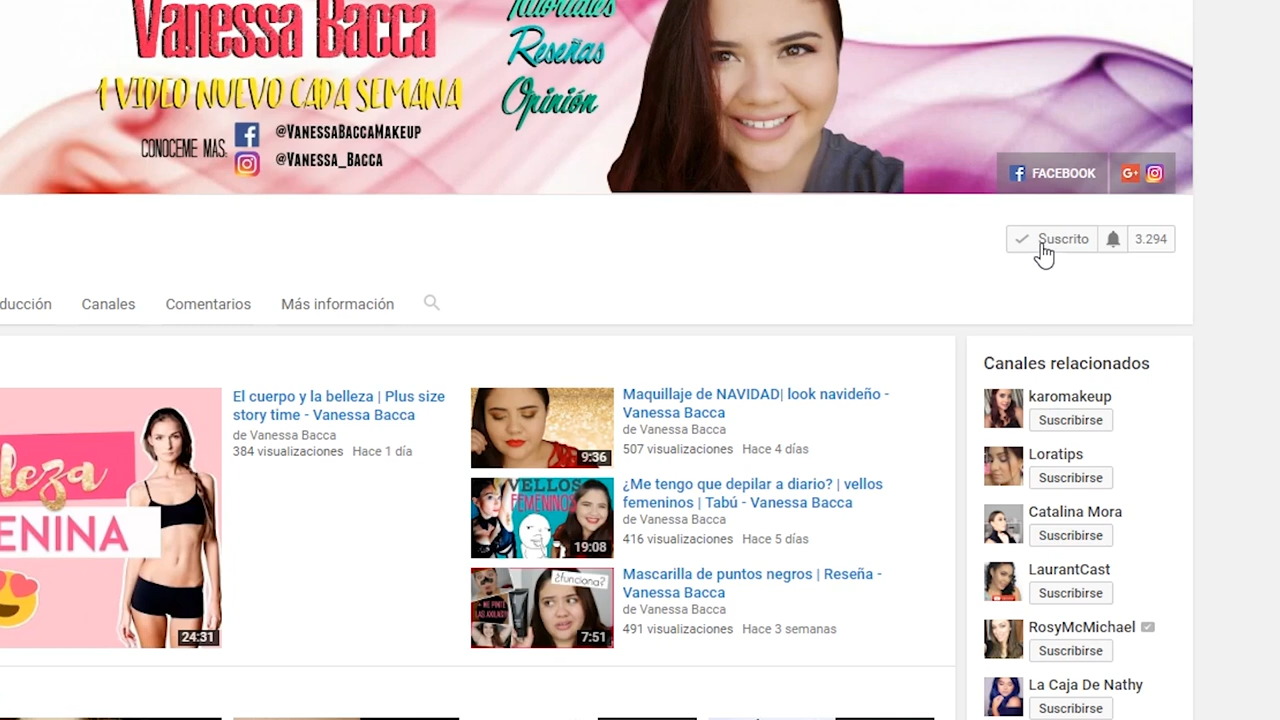 Vanessa Bacca
1 VIDEO NUEVO CADA SEMANA
CONOCEME MAS:
@VANESSABACCAMAKEUP
@VANESSA_BACCA
Tutoriales
Reseñas
Opinión
FACEBOOK
G+
Suscrito
3.294
ducción
Canales
Comentarios
Más información
leza
ENINA
24:31
El cuerpo y la belleza | Plus size
story time - Vanessa Bacca
de Vanessa Bacca
384 visualizaciones Hace 1 día
9:36
Maquillaje de NAVIDAD| look navideño -
Vanessa Bacca
de Vanessa Bacca
507 visualizaciones Hace 4 días
VELLOS
FEMENINOS
19:08
¿Me tengo que depilar a diario? | vellos
femeninos | Tabú - Vanessa Bacca
de Vanessa Bacca
416 visualizaciones Hace 5 días
¿funciona?
7:51
Mascarilla de puntos negros | Reseña -
Vanessa Bacca
de Vanessa Bacca
491 visualizaciones Hace 3 semanas
Canales relacionados
karomakeup
Suscribirse
Loratips
Suscribirse
Catalina Mora
Suscribirse
LaurantCast
Suscribirse
RosyMcMichael
Suscribirse
La Caja De Nathy
Suscribirse